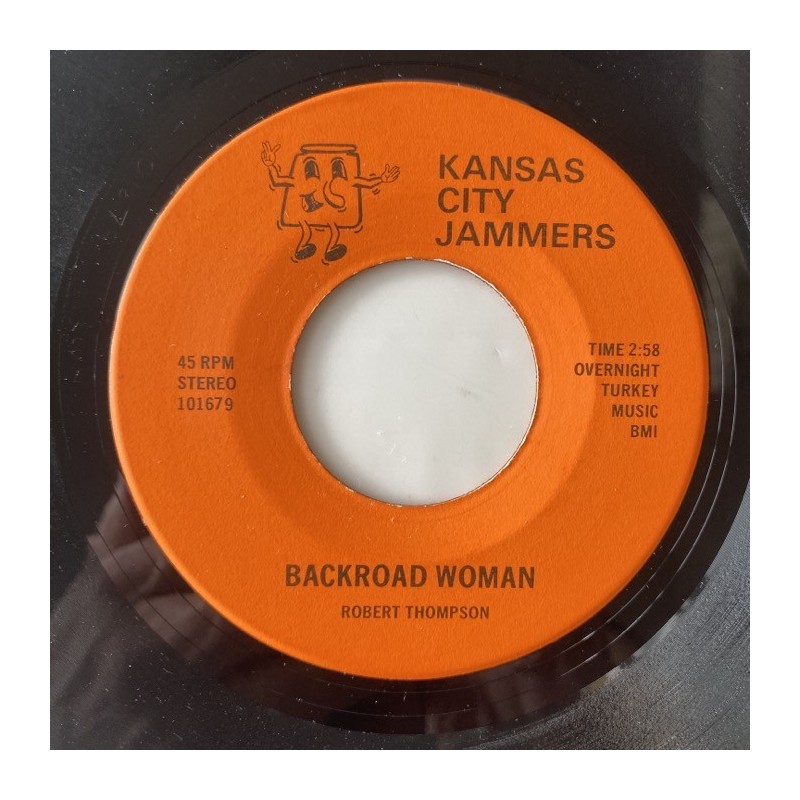 KANSAS
CITY
JAMMERS
45 RPM
STEREO
101679
TIME 2:58
OVERNIGHT
TURKEY
MUSIC
BMI
BACKROAD WOMAN
ROBERT THOMPSON